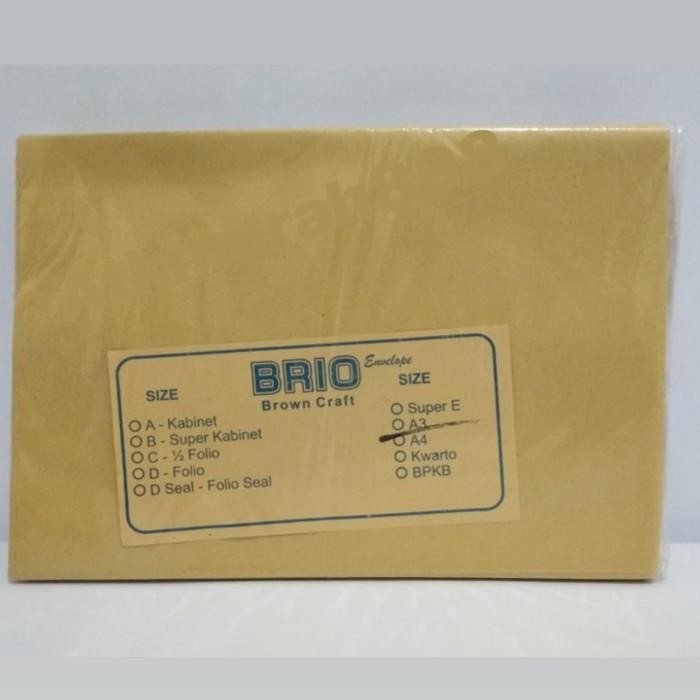 BRIO Envelope
Brown Craft
SIZE
A - Kabinet
B - Super Kabinet
C - ½ Folio
D - Folio
D Seal - Folio Seal
SIZE
Super E
A3
A4
Kwarto
BPKB